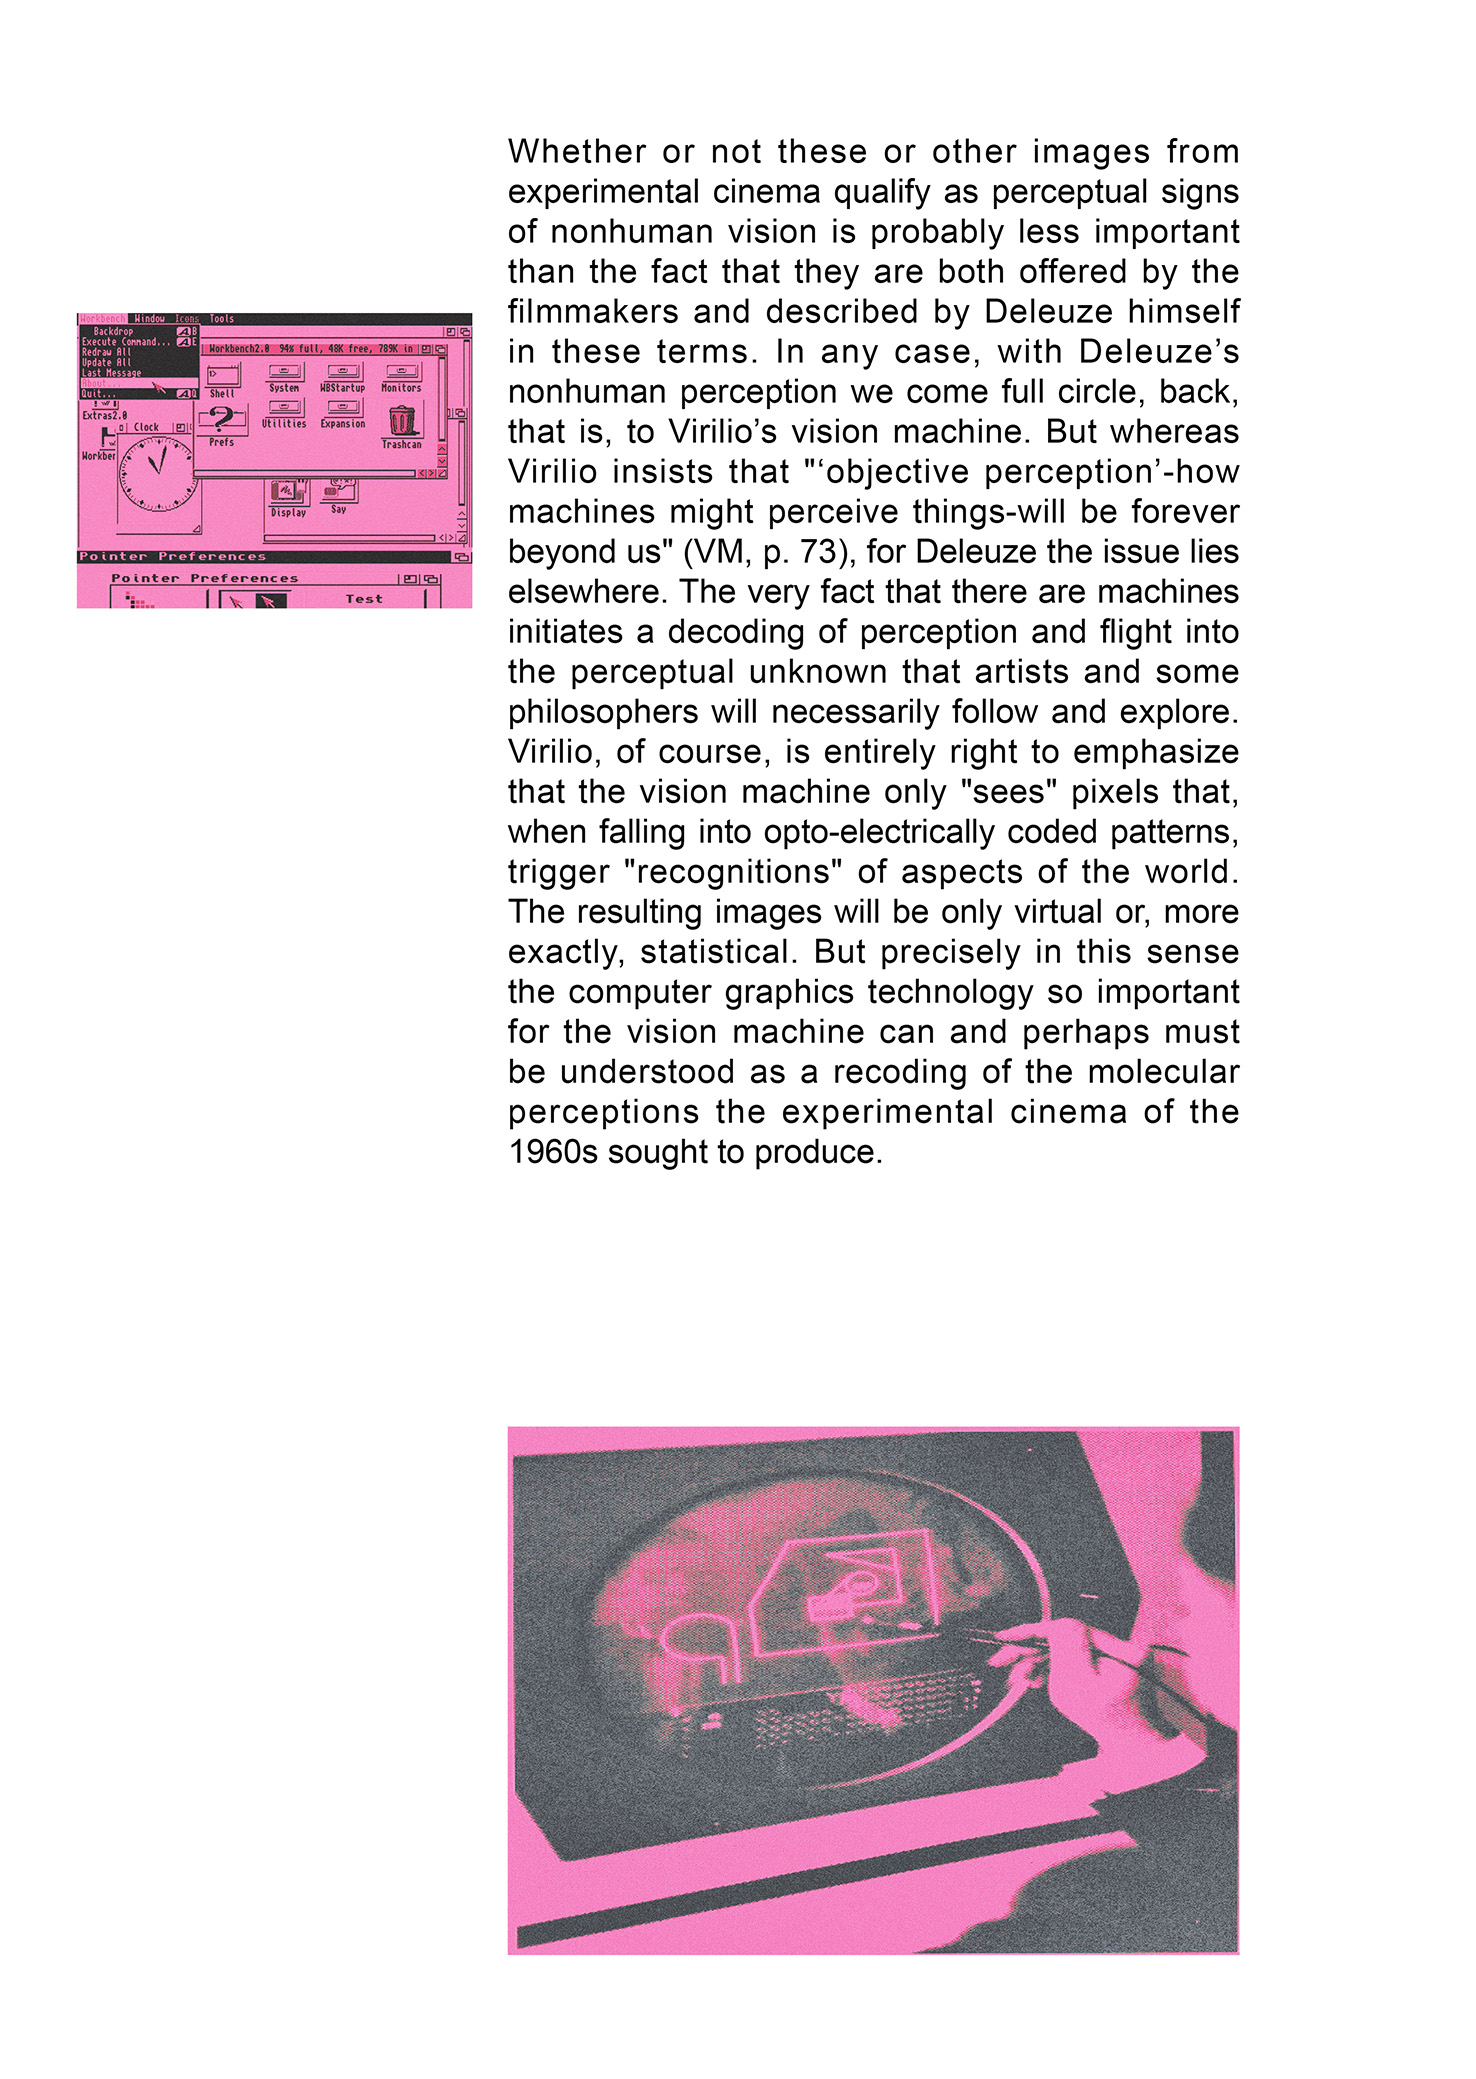 Whether or not these or other images from
experimental cinema qualify as perceptual signs
of nonhuman vision is probably less important
than the fact that they are both offered by the
filmmakers and described by Deleuze himself
in these terms. In any case, with Deleuze’s
nonhuman perception we come full circle, back,
that is, to Virilio’s vision machine. But whereas
Virilio insists that "‘objective perception’-how
machines might perceive things-will be forever
beyond us" (VM, p. 73), for Deleuze the issue lies
elsewhere. The very fact that there are machines
initiates a decoding of perception and flight into
the perceptual unknown that artists and some
philosophers will necessarily follow and explore.
Virilio, of course, is entirely right to emphasize
that the vision machine only "sees" pixels that,
when falling into opto-electrically coded patterns,
trigger "recognitions" of aspects of the world.
The resulting images will be only virtual or, more
exactly, statistical. But precisely in this sense
the computer graphics technology so important
for the vision machine can and perhaps must
be understood as a recoding of the molecular
perceptions the experimental cinema of the
1960s sought to produce.
Workbench Window Icons Tools
Backdrop B
Execute Command... E
Redraw All
Update All
Last Message
About...
Quit... Q
Workbench2.0 94% full, 48K free, 789K in
Shell System WBStartup Monitors
Prefs Utilities Expansion Trashcan
Extras2.0
Clock
Workben
Display Say
Pointer Preferences
Pointer Preferences
Test